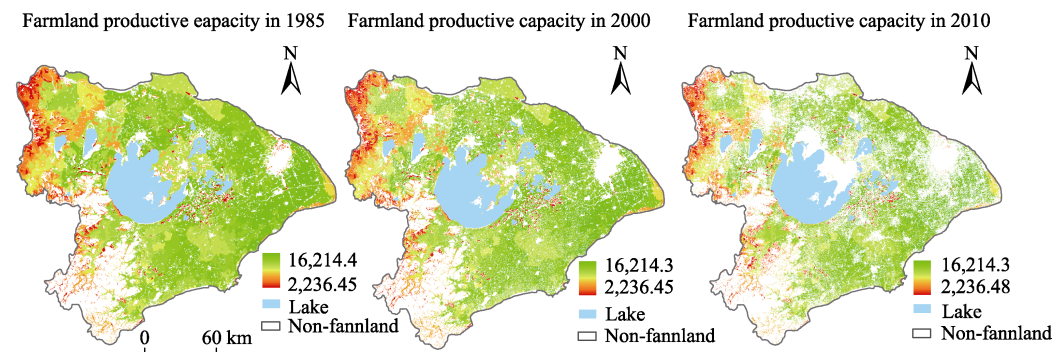 Farmland productive eapacity in 1985
Farmland productive capacity in 2000
Farmland productive capacity in 2010
N
N
N
16,214.4
2,236.45
Lake
Non-fannland
0 60 km
16,214.3
2,236.45
Lake
Non-fannland
16,214.3
2,236.48
Lake
Non-fannland